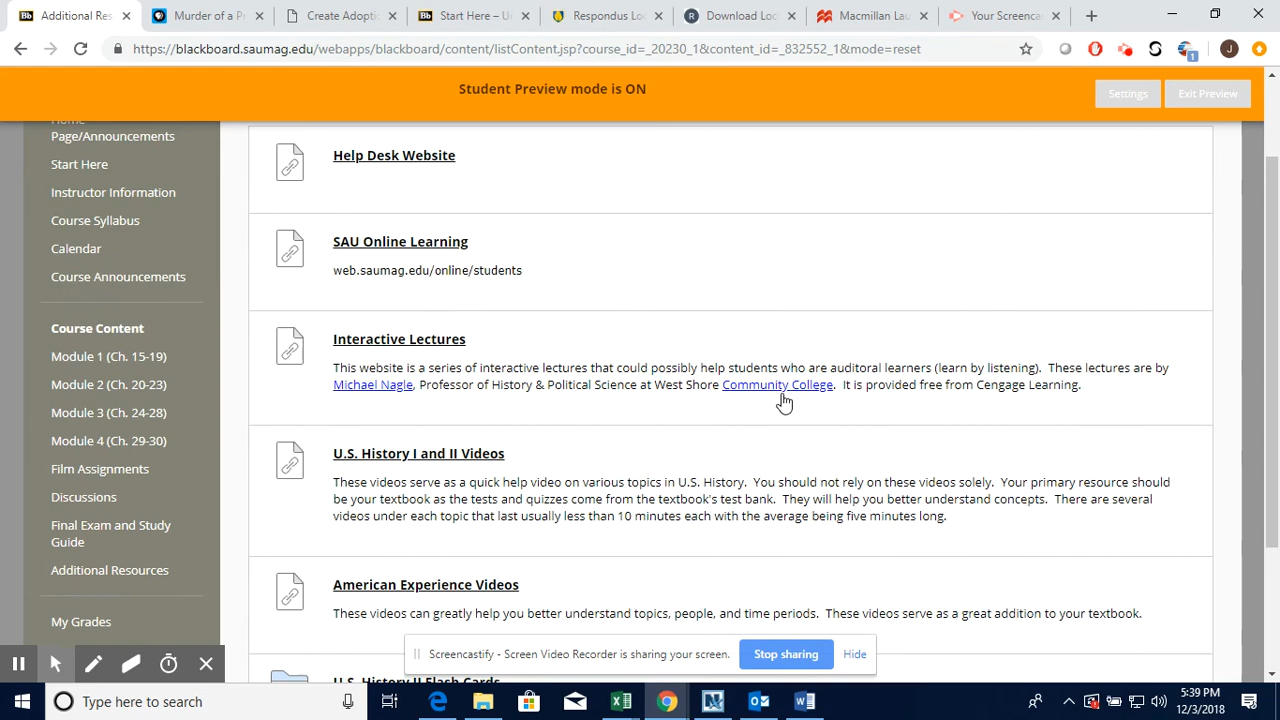 Additional Res
Murder of a Pr
Create Adoptio
Start Here – Un
Respondus Loc
Download Loc
Macmillan Lau
Your Screencas
https://blackboard.saumag.edu/webapps/blackboard/content/listContent.jsp?course_id=_20230_1&content_id=_832552_1&mode=reset
Student Preview mode is ON
Settings
Exit Preview
Home
Page/Announcements
Start Here
Instructor Information
Course Syllabus
Calendar
Course Announcements
Course Content
Module 1 (Ch. 15-19)
Module 2 (Ch. 20-23)
Module 3 (Ch. 24-28)
Module 4 (Ch. 29-30)
Film Assignments
Discussions
Final Exam and Study
Guide
Additional Resources
My Grades
Help Desk Website
SAU Online Learning
web.saumag.edu/online/students
Interactive Lectures
This website is a series of interactive lectures that could possibly help students who are auditoral learners (learn by listening).  These lectures are by
Michael Nagle, Professor of History & Political Science at West Shore Community College.  It is provided free from Cengage Learning.
U.S. History I and II Videos
These videos serve as a quick help video on various topics in U.S. History.  You should not rely on these videos solely.  Your primary resource should
be your textbook as the tests and quizzes come from the textbook's test bank.  They will help you better understand concepts.  There are several
videos under each topic that last usually less than 10 minutes each with the average being five minutes long.
American Experience Videos
These videos can greatly help you better understand topics, people, and time periods.  These videos serve as a great addition to your textbook.
U.S. History II Flash Cards
Screencastify - Screen Video Recorder is sharing your screen.
Stop sharing
Hide
Type here to search
5:39 PM
12/3/2018